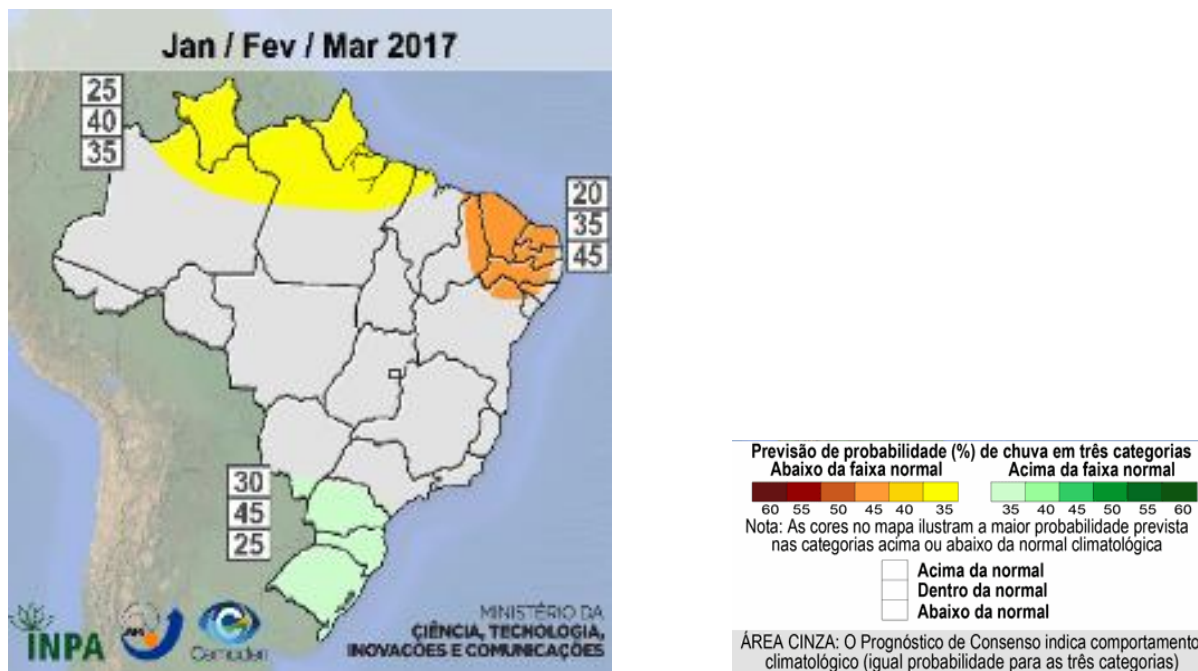 Jan / Fev / Mar 2017
25
40
35
20
35
45
30
45
25
INPA
Cemaden
MINISTÉRIO DA
CIÊNCIA, TECNOLOGIA,
INOVACÕES E COMUNICAÇÕES
Previsão de probabilidade (%) de chuva em três categorias
Abaixo da faixa normal Acima da faixa normal
60 55 50 45 40 35 35 40 45 50 55 60
Nota: As cores no mapa ilustram a maior probabilidade prevista
nas categorias acima ou abaixo da normal climatológica
Acima da normal
Dentro da normal
Abaixo da normal
ÁREA CINZA: O Prognóstico de Consenso indica comportamento
climatológico (igual probabilidade para as três categorias)